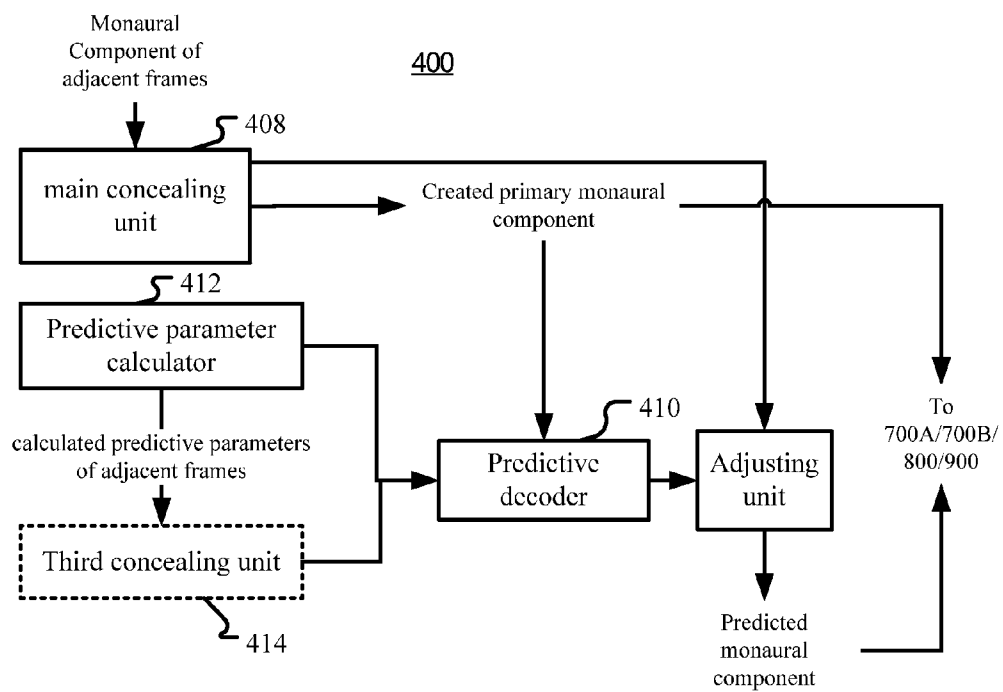 Monaural
Component of
adjacent frames
400
408
main concealing
unit
Created primary monaural
component
412
Predictive parameter
calculator
calculated predictive parameters
of adjacent frames
Third concealing unit
414
410
Predictive
decoder
Adjusting
unit
To
700A/700B/
800/900
Predicted
monaural
component